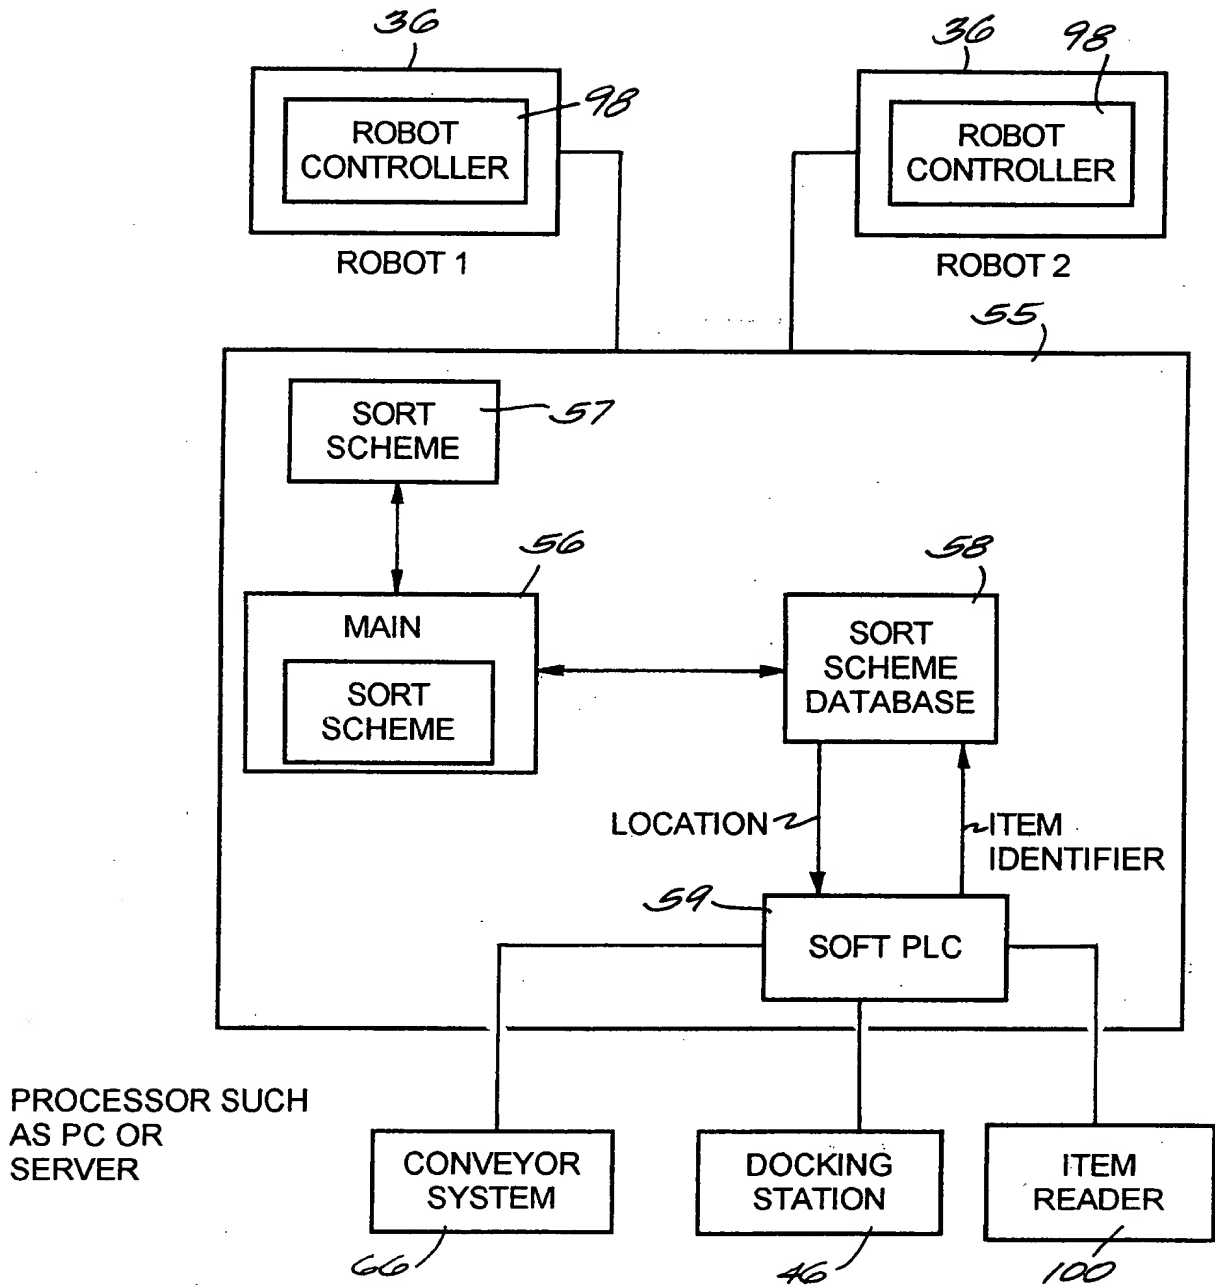 36
36
98
98
ROBOT
CONTROLLER
ROBOT
CONTROLLER
ROBOT 1
ROBOT 2
55
SORT
SCHEME
57
56
58
MAIN
SORT
SCHEME
SORT
SCHEME
DATABASE
LOCATION
ITEM
IDENTIFIER
59
SOFT PLC
PROCESSOR SUCH
AS PC OR
SERVER
CONVEYOR
SYSTEM
DOCKING
STATION
ITEM
READER
66
46
100